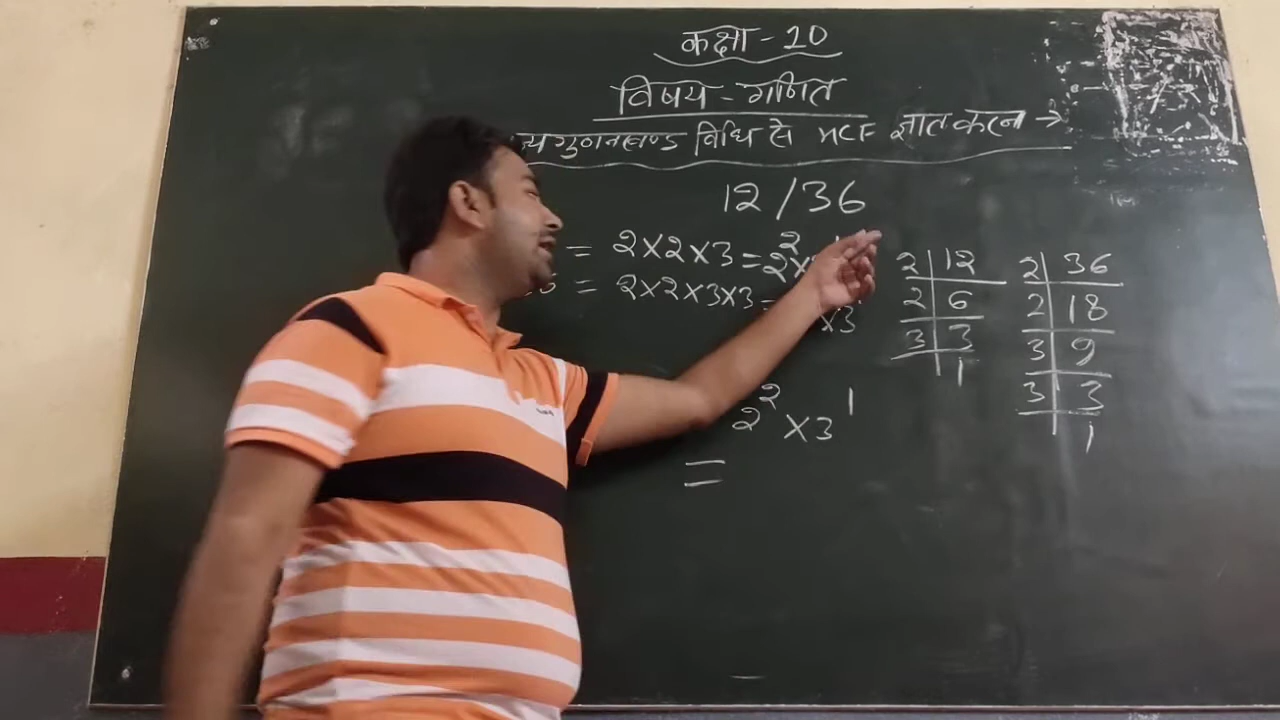 कक्षा - 10
विषय - गणित
गुणनखण्ड विधि से HCF ज्ञात करना →
12 / 36
= 2×2×3 = 2²
= 2×2×3×3 =
×3
2² × 3¹
=
2 | 12
2 | 6
3 | 3
1
2 | 36
2 | 18
3 | 9
3 | 3
1